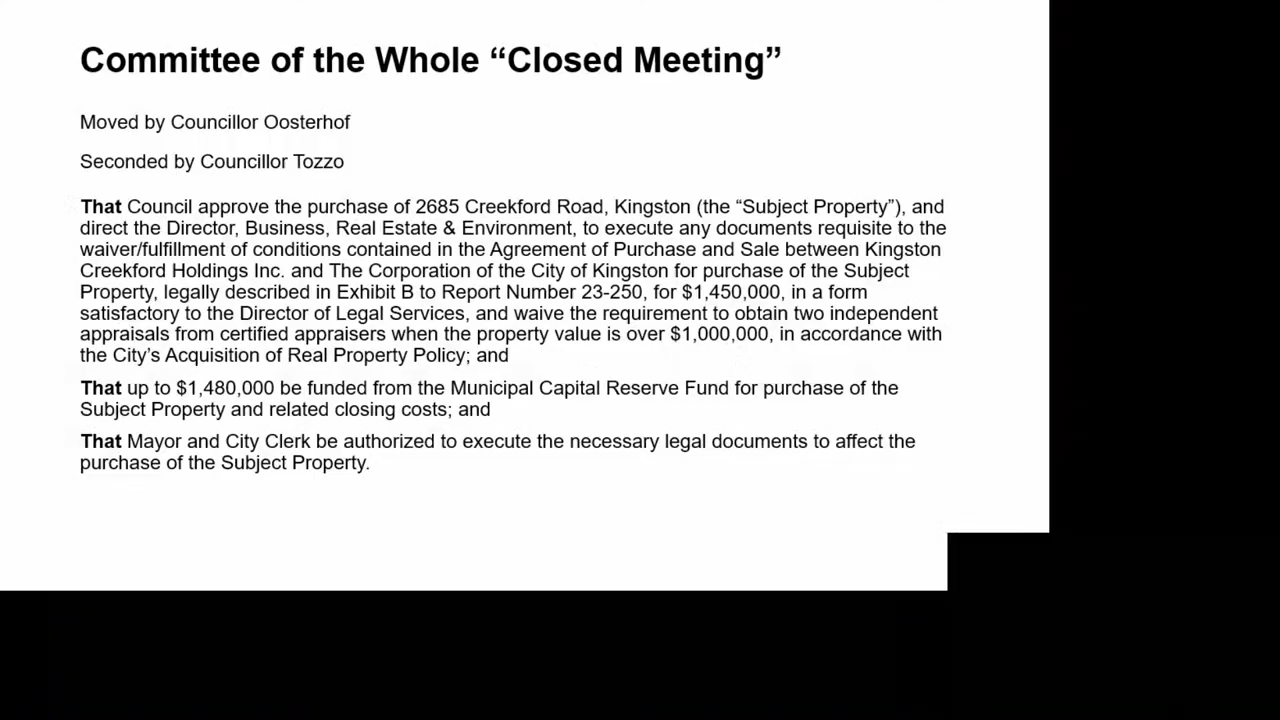 Committee of the Whole “Closed Meeting”
Moved by Councillor Oosterhof
Seconded by Councillor Tozzo
That Council approve the purchase of 2685 Creekford Road, Kingston (the “Subject Property”), and
direct the Director, Business, Real Estate & Environment, to execute any documents requisite to the
waiver/fulfillment of conditions contained in the Agreement of Purchase and Sale between Kingston
Creekford Holdings Inc. and The Corporation of the City of Kingston for purchase of the Subject
Property, legally described in Exhibit B to Report Number 23-250, for $1,450,000, in a form
satisfactory to the Director of Legal Services, and waive the requirement to obtain two independent
appraisals from certified appraisers when the property value is over $1,000,000, in accordance with
the City’s Acquisition of Real Property Policy; and
That up to $1,480,000 be funded from the Municipal Capital Reserve Fund for purchase of the
Subject Property and related closing costs; and
That Mayor and City Clerk be authorized to execute the necessary legal documents to affect the
purchase of the Subject Property.